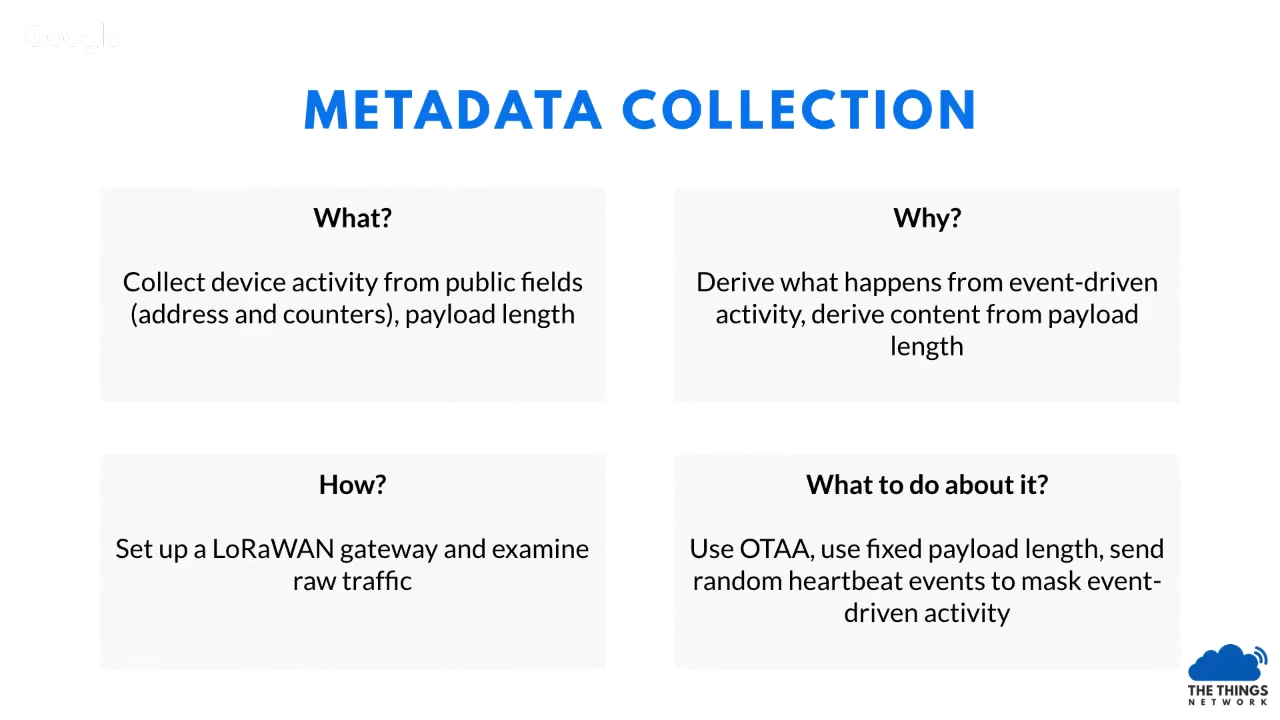 Google
METADATA COLLECTION
What?
Collect device activity from public fields
(address and counters), payload length
Why?
Derive what happens from event-driven
activity, derive content from payload
length
How?
Set up a LoRaWAN gateway and examine
raw traffic
What to do about it?
Use OTAA, use fixed payload length, send
random heartbeat events to mask event-
driven activity
THE THINGS
NETWORK